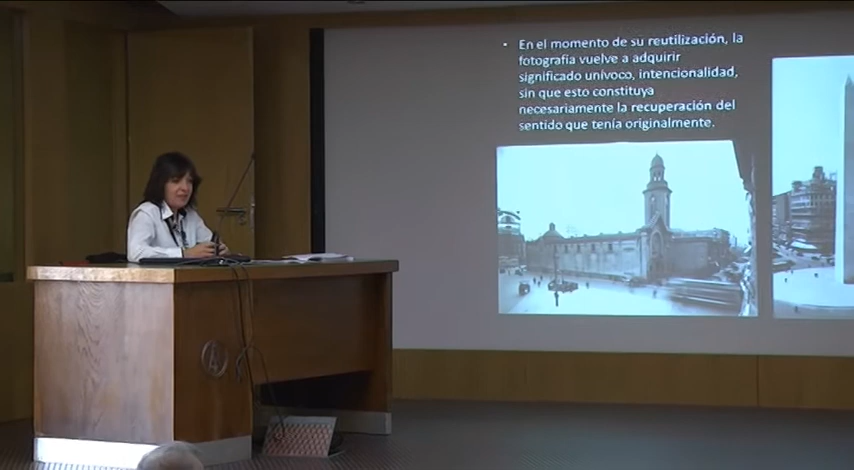 • En el momento de su reutilización, la
fotografía vuelve a adquirir
significado unívoco, intencionalidad,
sin que esto constituya
necesariamente la recuperación del
sentido que tenía originalmente.